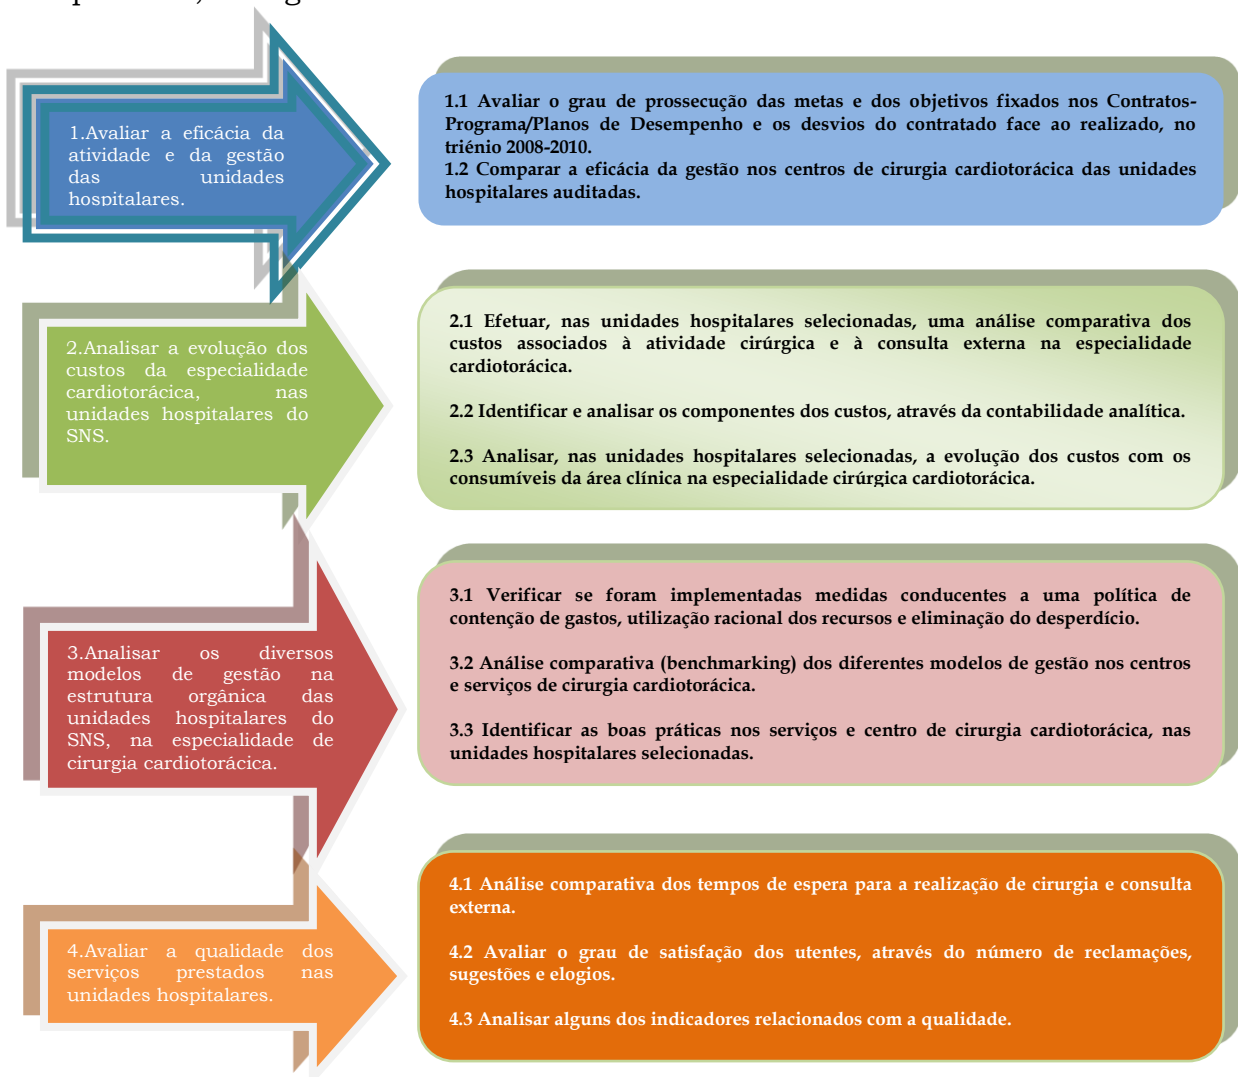 1.Avaliar a eficácia da
atividade e da gestão
das unidades
hospitalares.
1.1 Avaliar o grau de prossecução das metas e dos objetivos fixados nos Contratos-
Programa/Planos de Desempenho e os desvios do contratado face ao realizado, no
triénio 2008-2010.
1.2 Comparar a eficácia da gestão nos centros de cirurgia cardiotorácica das unidades
hospitalares auditadas.
2.Analisar a evolução dos
custos da especialidade
cardiotorácica, nas
unidades hospitalares do
SNS.
2.1 Efetuar, nas unidades hospitalares selecionadas, uma análise comparativa dos
custos associados à atividade cirúrgica e à consulta externa na especialidade
cardiotorácica.
2.2 Identificar e analisar os componentes dos custos, através da contabilidade analítica.
2.3 Analisar, nas unidades hospitalares selecionadas, a evolução dos custos com os
consumíveis da área clínica na especialidade cirúrgica cardiotorácica.
3.Analisar os diversos
modelos de gestão na
estrutura orgânica das
unidades hospitalares do
SNS, na especialidade de
cirurgia cardiotorácica.
3.1 Verificar se foram implementadas medidas conducentes a uma política de
contenção de gastos, utilização racional dos recursos e eliminação do desperdício.
3.2 Análise comparativa (benchmarking) dos diferentes modelos de gestão nos centros
e serviços de cirurgia cardiotorácica.
3.3 Identificar as boas práticas nos serviços e centro de cirurgia cardiotorácica, nas
unidades hospitalares selecionadas.
4.Avaliar a qualidade dos
serviços prestados nas
unidades hospitalares.
4.1 Análise comparativa dos tempos de espera para a realização de cirurgia e consulta
externa.
4.2 Avaliar o grau de satisfação dos utentes, através do número de reclamações,
sugestões e elogios.
4.3 Analisar alguns dos indicadores relacionados com a qualidade.